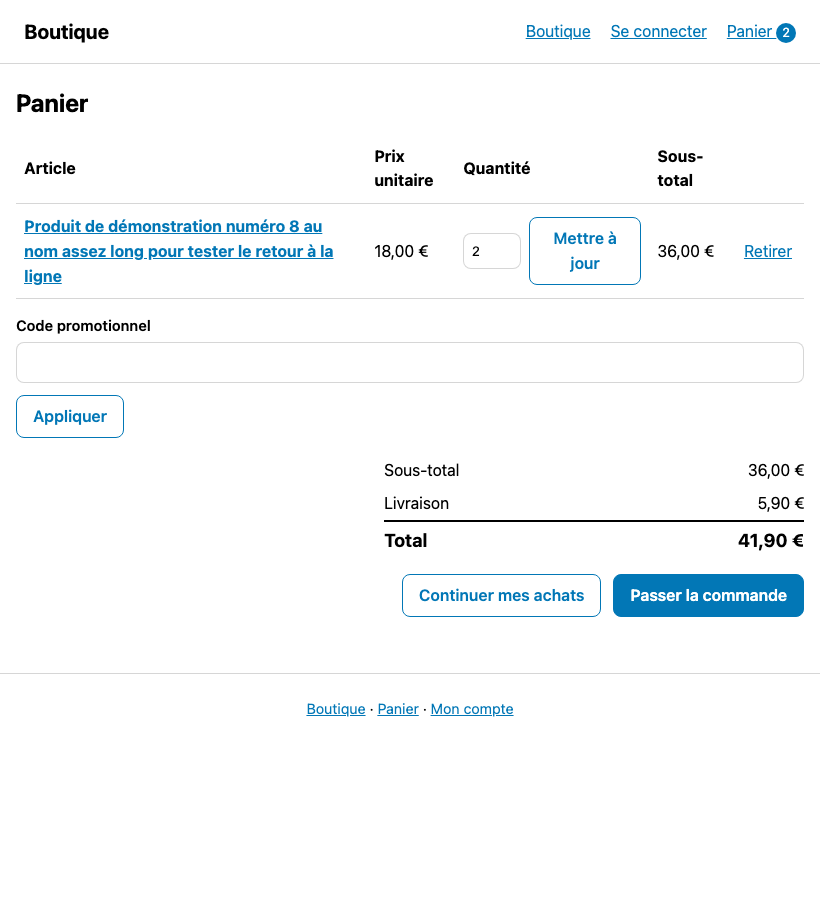 Boutique
Boutique Se connecter Panier 2
Panier
Article Prix unitaire Quantité Sous-total
Produit de démonstration numéro 8 au
nom assez long pour tester le retour à la
ligne
18,00 € 2 Mettre à jour 36,00 € Retirer
Code promotionnel
Appliquer
Sous-total 36,00 €
Livraison 5,90 €
Total 41,90 €
Continuer mes achats Passer la commande
Boutique · Panier · Mon compte